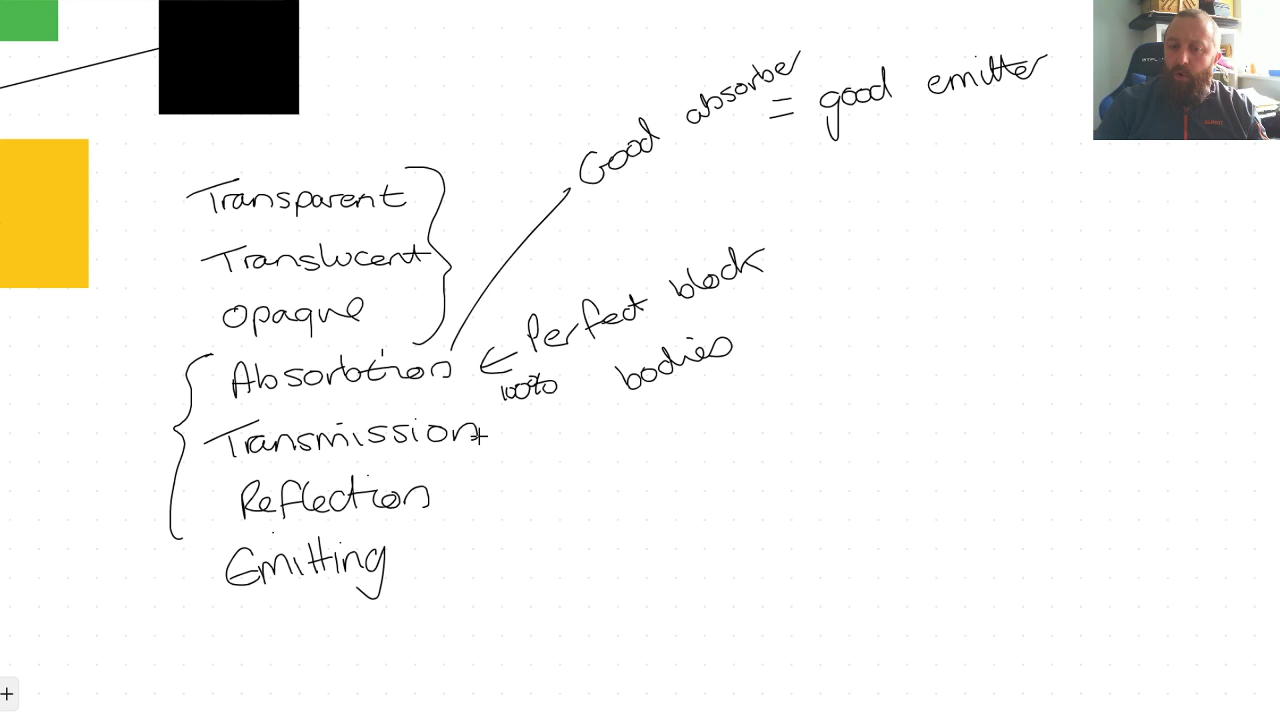 Good absorber
= good emitter
Transparent
Translucent
Opaque
Absorbtion ← Perfect black
100% bodies
Transmission
Reflection
Emitting